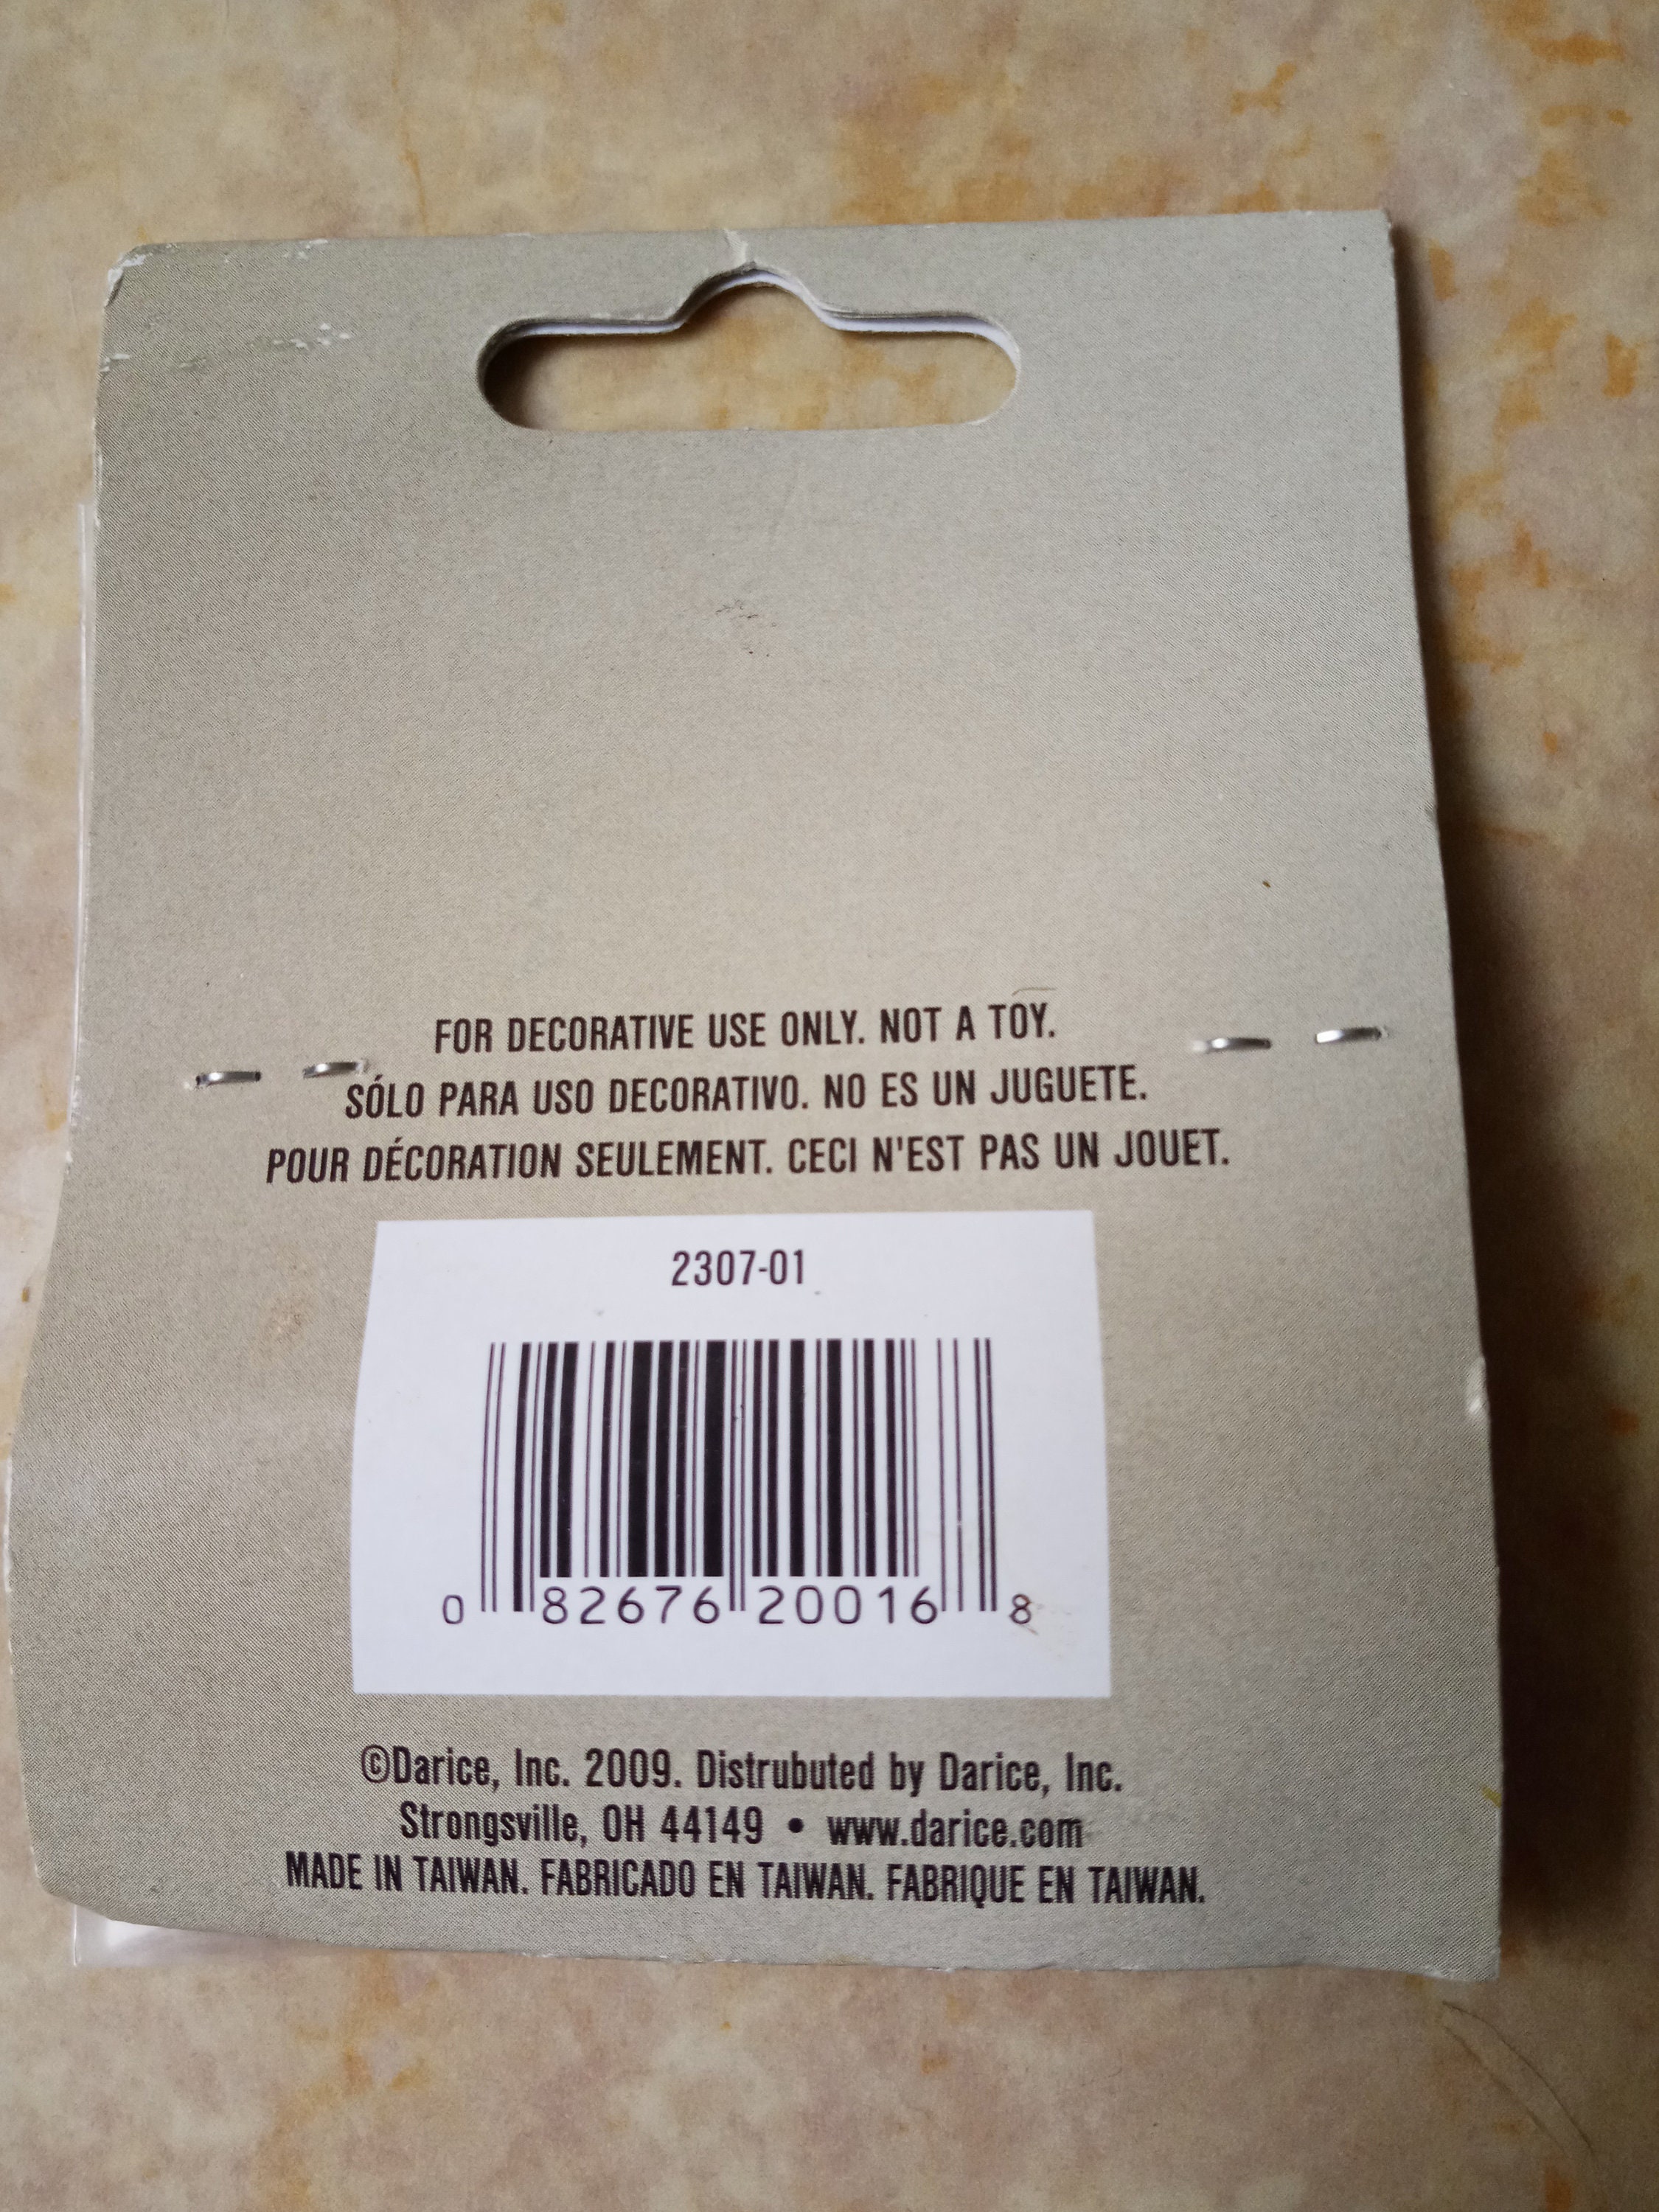 FOR DECORATIVE USE ONLY. NOT A TOY.
SÓLO PARA USO DECORATIVO. NO ES UN JUGUETE.
POUR DÉCORATION SEULEMENT. CECI N'EST PAS UN JOUET.
2307-01
0 82676 20016 8
©Darice, Inc. 2009. Distrubuted by Darice, Inc.
Strongsville, OH 44149 • www.darice.com
MADE IN TAIWAN. FABRICADO EN TAIWAN. FABRIQUE EN TAIWAN.